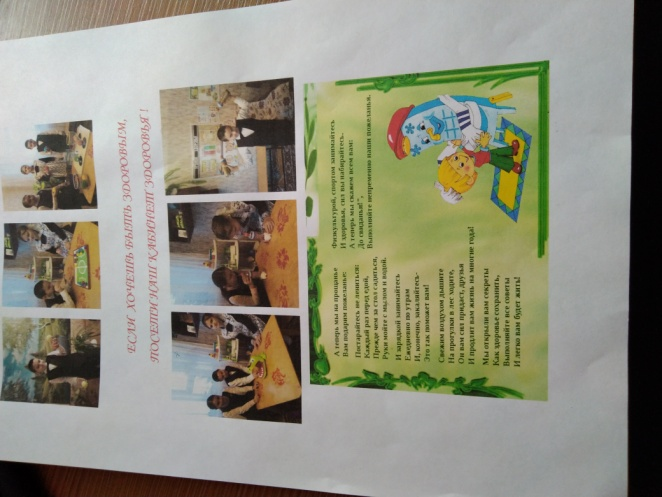 ЕСЛИ ХОЧЕШЬ БЫТЬ ЗДОРОВЫМ,
ПОСЕТИ НАШ КАБИНЕТ ЗДОРОВЬЯ !
А теперь мы на прощанье
Вам подарим пожеланье:
Постарайтесь не лениться:
Каждый раз перед едой,
Прежде чем за стол садиться,
Руки мойте с мылом и водой.
И зарядкой занимайтесь
Ежедневно по утрам
И, конечно, закаляйтесь-
Это так поможет вам!
Свежим воздухом дышите
На прогулки в лес ходите,
Он вам сил придаст, друзья
И продлит вам жизнь на многие года!
Мы открыли вам секреты
Как здоровье сохранить,
Выполняйте все советы
И легко вам будет жить!
Физкультурой, спортом занимайтесь
И здоровья, сил вы набирайтесь.
А теперь мы скажем всем вам:
До свиданья!",
Выполняйте непременно наши пожеланья.